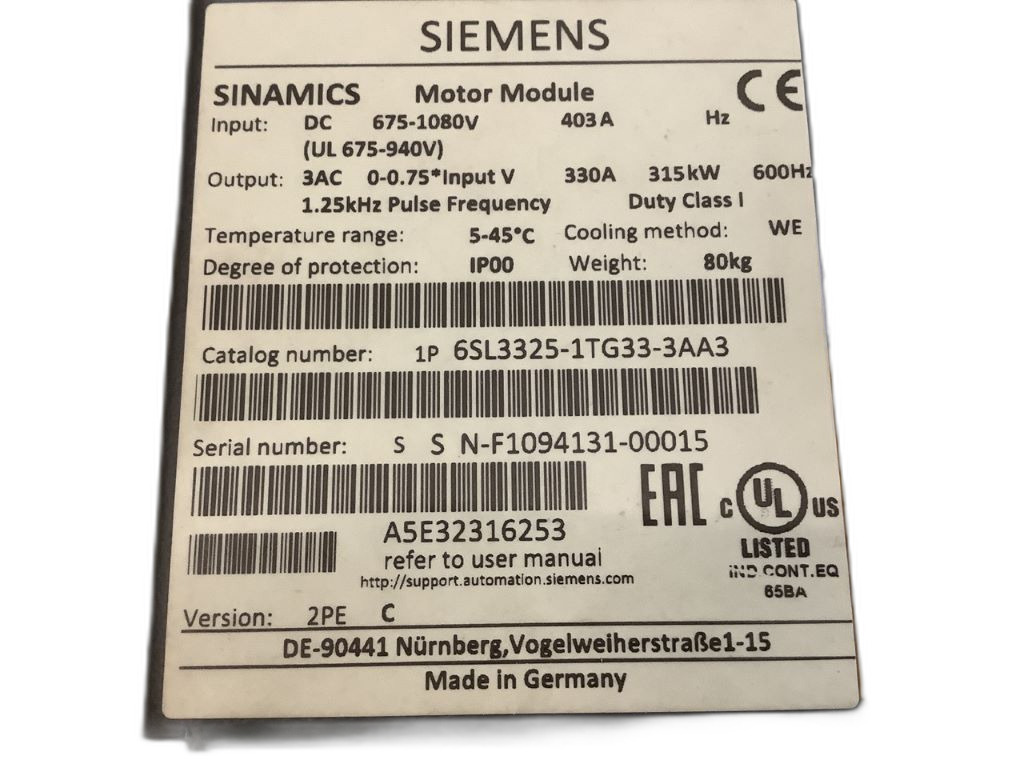 SIEMENS
SINAMICS Motor Module CE
Input: DC 675-1080V 403A Hz
(UL 675-940V)
Output: 3AC 0-0.75*Input V 330A 315kW 600Hz
1.25kHz Pulse Frequency Duty Class I
Temperature range: 5-45°C Cooling method: WE
Degree of protection: IP00 Weight: 80kg
Catalog number: 1P 6SL3325-1TG33-3AA3
Serial number: S S N-F1094131-00015
EAC C UL US
A5E32316253 LISTED
refer to user manuai IND.CONT.EQ
http://support.automation.siemens.com 65BA
Version: 2PE C
DE-90441 Nürnberg,Vogelweiherstraße1-15
Made in Germany